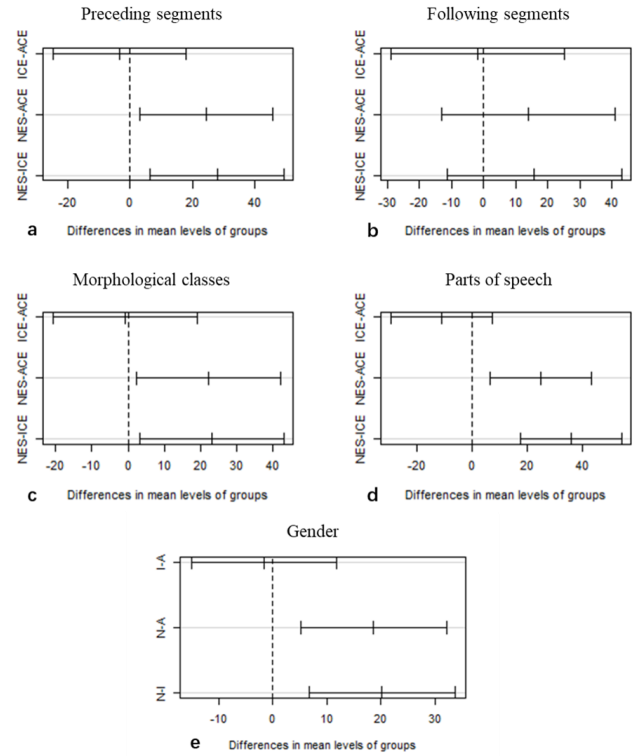 Preceding segments
ICE-ACE
NES-ACE
NES-ICE
-20 0 20 40
a Differences in mean levels of groups
Following segments
ICE-ACE
NES-ACE
NES-ICE
-30 -20 -10 0 10 20 30 40
b Differences in mean levels of groups
Morphological classes
ICE-ACE
NES-ACE
NES-ICE
-20 -10 0 10 20 30 40
c Differences in mean levels of groups
Parts of speech
ICE-ACE
NES-ACE
NES-ICE
-20 0 20 40
d Differences in mean levels of groups
Gender
I-A
N-A
N-I
-10 0 10 20 30
e Differences in mean levels of groups